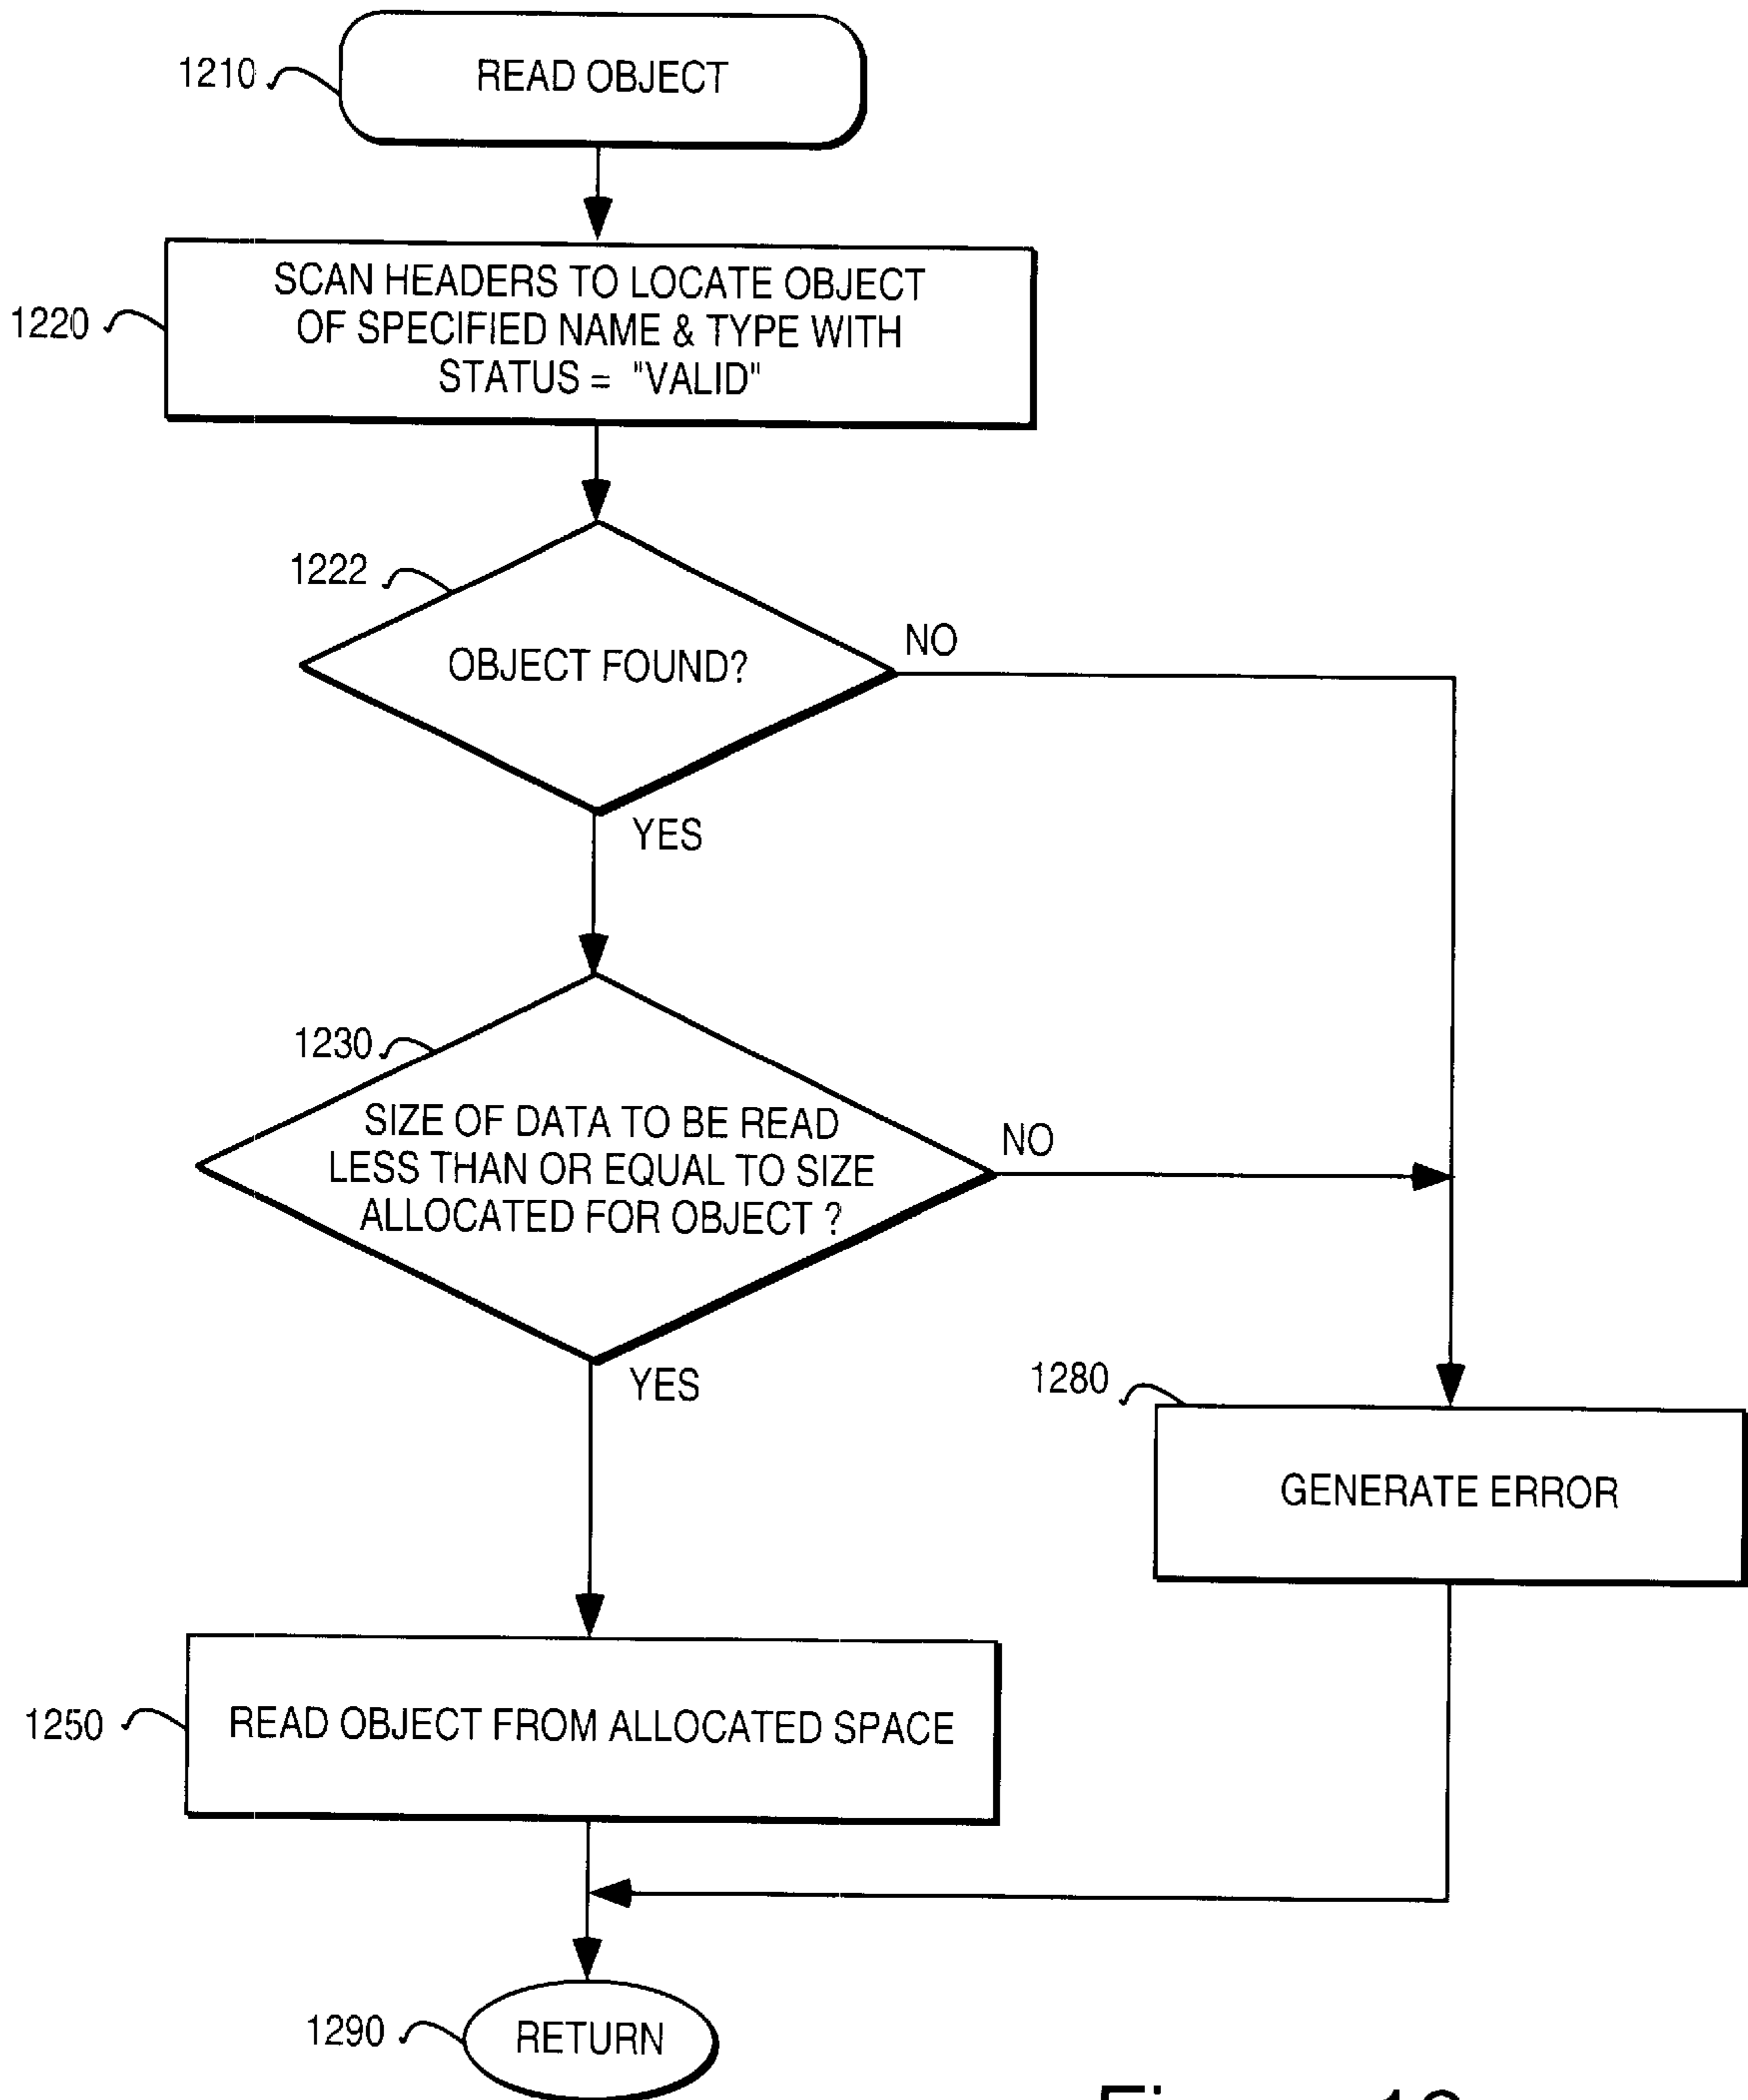 1210
READ OBJECT
1220
SCAN HEADERS TO LOCATE OBJECT
OF SPECIFIED NAME & TYPE WITH
STATUS = "VALID"
1222
OBJECT FOUND?
NO
YES
1230
SIZE OF DATA TO BE READ
LESS THAN OR EQUAL TO SIZE
ALLOCATED FOR OBJECT ?
NO
YES
1280
GENERATE ERROR
1250
READ OBJECT FROM ALLOCATED SPACE
1290
RETURN